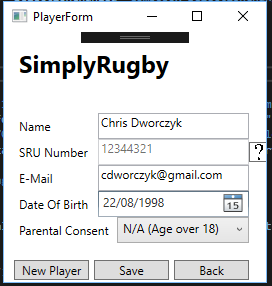 PlayerForm
SimplyRugby
Name Chris Dworczyk
SRU Number 12344321 ?
E-Mail cdworczyk@gmail.com
Date Of Birth 22/08/1998 15
Parental Consent N/A (Age over 18)
New Player Save Back